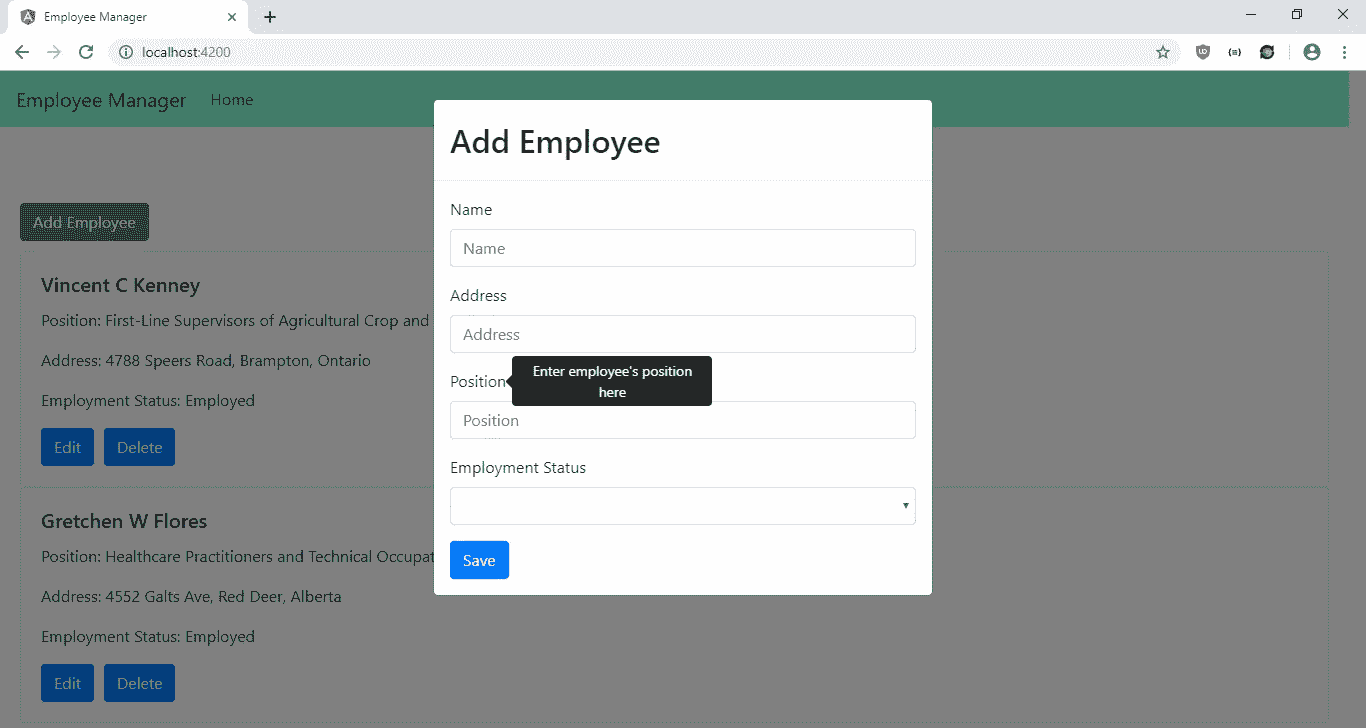 Employee Manager
localhost:4200
Employee Manager Home
Add Employee
Vincent C Kenney
Position: First-Line Supervisors of Agricultural Crop and
Address: 4788 Speers Road, Brampton, Ontario
Employment Status: Employed
Edit Delete
Gretchen W Flores
Position: Healthcare Practitioners and Technical
Address: 4552 Galts Ave, Red Deer, Alberta
Employment Status: Employed
Edit Delete
Add Employee
Name
Name
Address
Address
Position
Enter employee's position
here
Position
Employment Status
Save